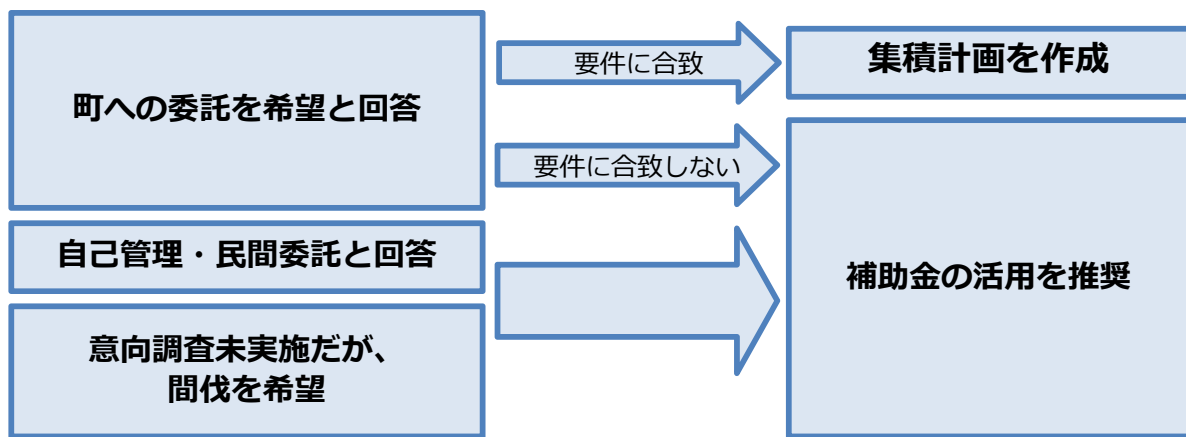 町への委託を希望と回答
要件に合致
集積計画を作成
要件に合致しない
自己管理・民間委託と回答
補助金の活用を推奨
意向調査未実施だが、
間伐を希望